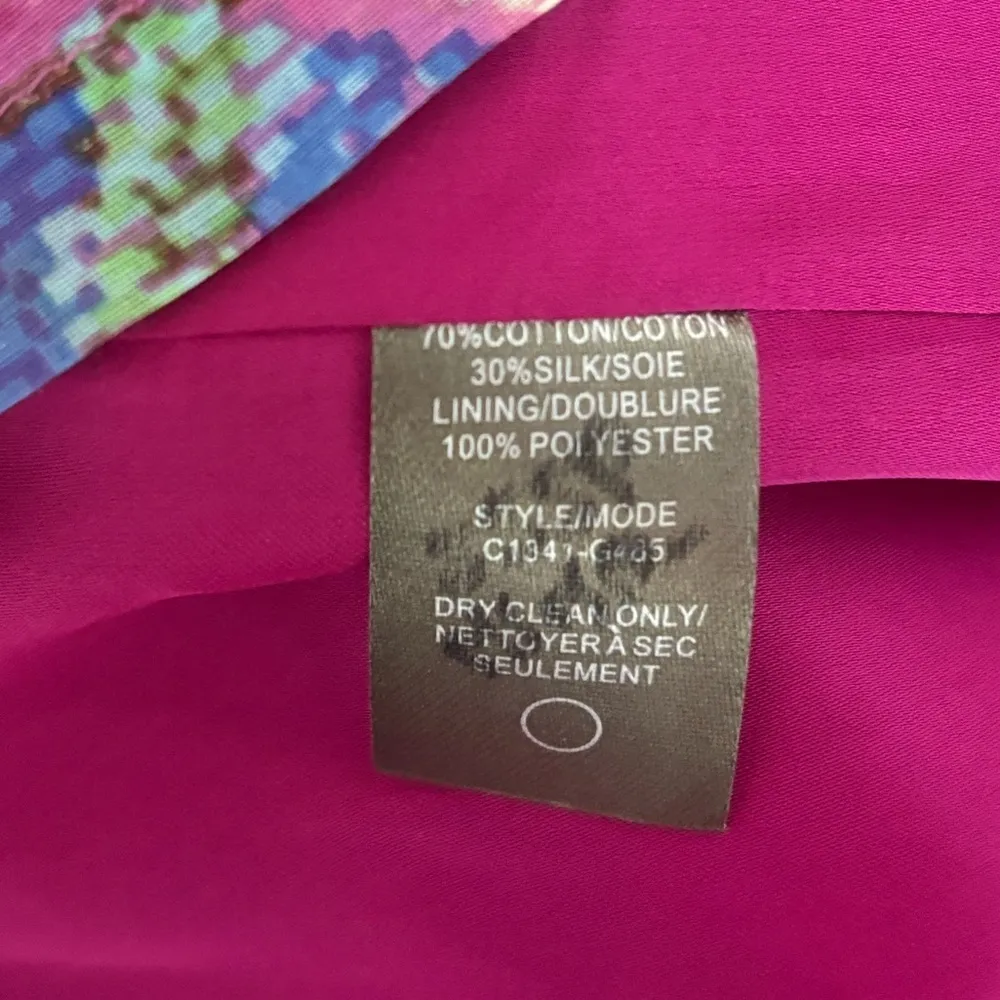 70%COTTON/COTON
30%SILK/SOIE
LINING/DOUBLURE
100% POLYESTER
STYLE/MODE
DRY CLEAN ONLY/
NETTOYER À SEC
SEULEMENT